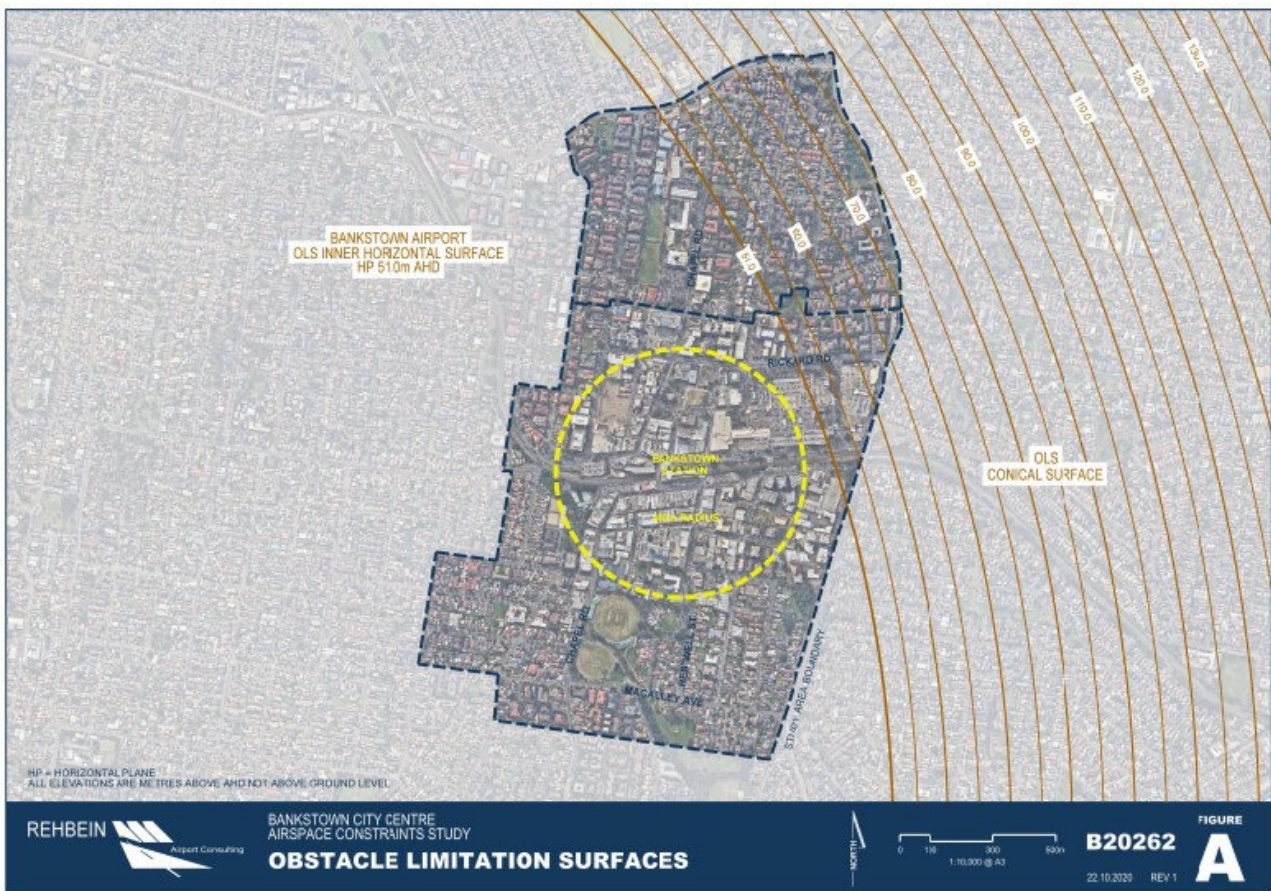 130.0
120.0
110.0
100.0
90.0
80.0
70.0
60.0
51.0
BANKSTOWN AIRPORT
OLS INNER HORIZONTAL SURFACE
HP 51.0m AHD
CHAPEL RD
RICKARD RD
BANKSTOWN
STATION
RADIUS
OLS
CONICAL SURFACE
CHAPEL RD
RESTWELL ST
MACAULEY AVE
STUDY AREA BOUNDARY
HP = HORIZONTAL PLANE
ALL ELEVATIONS ARE METRES ABOVE AHD NOT ABOVE GROUND LEVEL
REHBEIN
Airport Consulting
BANKSTOWN CITY CENTRE
AIRSPACE CONSTRAINTS STUDY
OBSTACLE LIMITATION SURFACES
NORTH
0 300 500m
1:10,000 @ A3
B20262
22.10.2020 REV 1
FIGURE
A